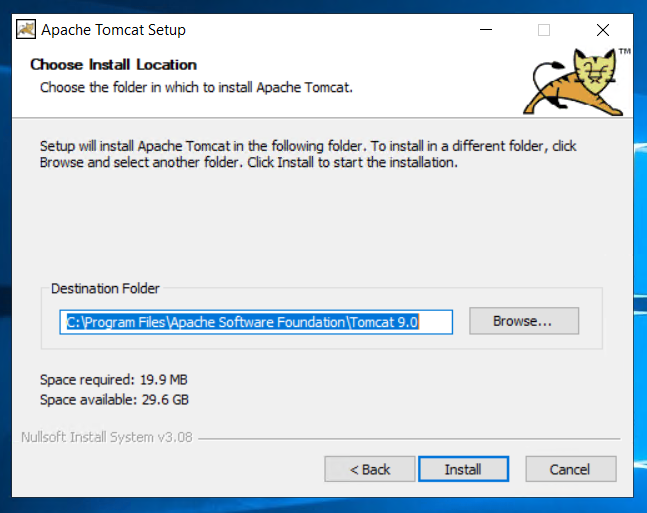 Apache Tomcat Setup
Choose Install Location
Choose the folder in which to install Apache Tomcat.
TM
Setup will install Apache Tomcat in the following folder. To install in a different folder, click
Browse and select another folder. Click Install to start the installation.
Destination Folder
C:\Program Files\Apache Software Foundation\Tomcat 9.0
Browse...
Space required: 19.9 MB
Space available: 29.6 GB
Nullsoft Install System v3.08
< Back
Install
Cancel